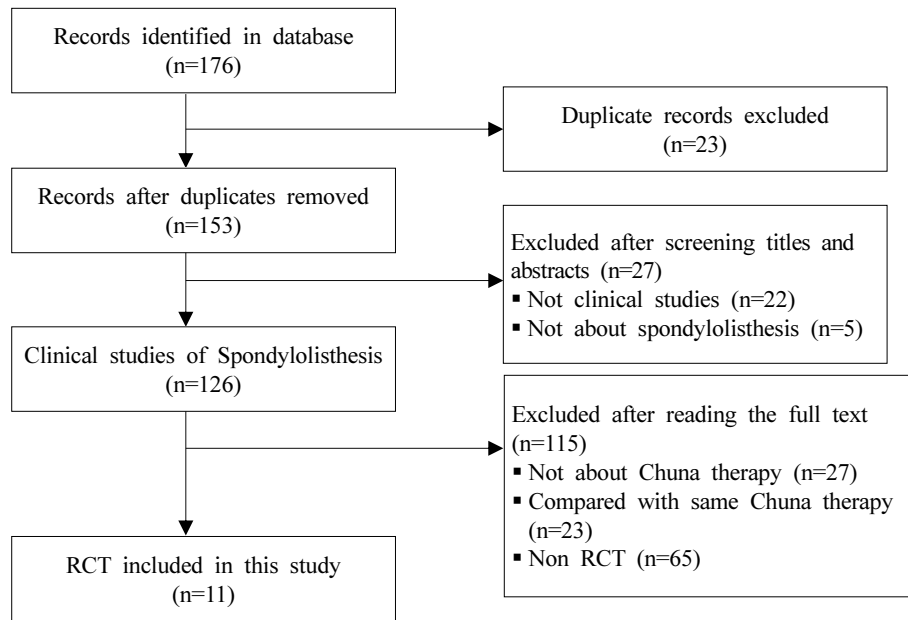 Records identified in database
(n=176)
Duplicate records excluded
(n=23)
Records after duplicates removed
(n=153)
Excluded after screening titles and
abstracts (n=27)
▪ Not clinical studies (n=22)
▪ Not about spondylolisthesis (n=5)
Clinical studies of Spondylolisthesis
(n=126)
Excluded after reading the full text
(n=115)
▪ Not about Chuna therapy (n=27)
▪ Compared with same Chuna therapy
(n=23)
▪ Non RCT (n=65)
RCT included in this study
(n=11)